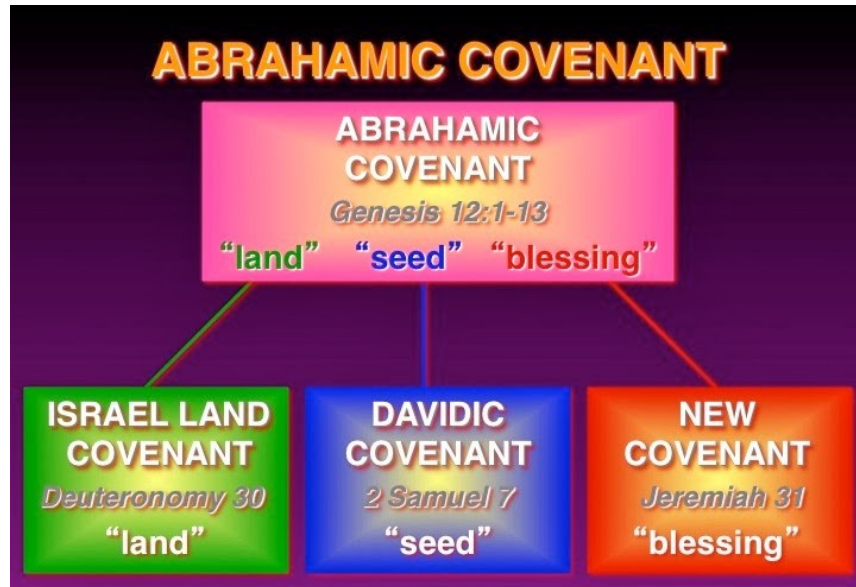 ABRAHAMIC COVENANT
ABRAHAMIC
COVENANT
Genesis 12:1-13
“land” “seed” “blessing”
ISRAEL LAND
COVENANT
Deuteronomy 30
“land”
DAVIDIC
COVENANT
2 Samuel 7
“seed”
NEW
COVENANT
Jeremiah 31
“blessing”